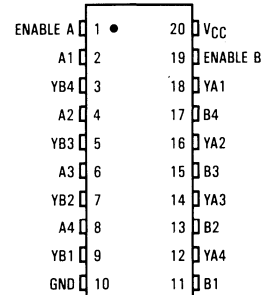 ENABLE A 1 20 VCC
A1 2 19 ENABLE B
YB4 3 18 YA1
A2 4 17 B4
YB3 5 16 YA2
A3 6 15 B3
YB2 7 14 YA3
A4 8 13 B2
YB1 9 12 YA4
GND 10 11 B1